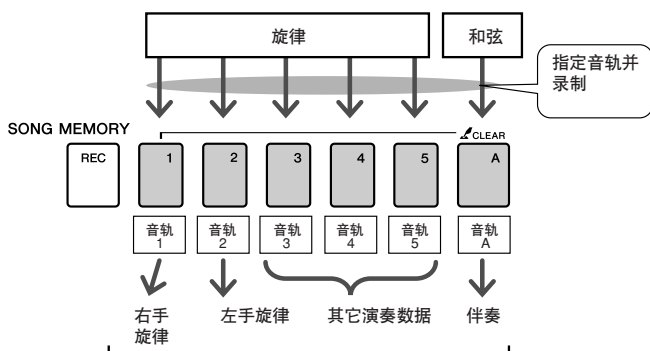 旋律
和弦
指定音轨并
录制
SONG MEMORY
CLEAR
REC
1
2
3
4
5
A
音轨
1
音轨
2
音轨
3
音轨
4
音轨
5
音轨
A
右手
旋律
左手旋律
其它演奏数据
伴奏